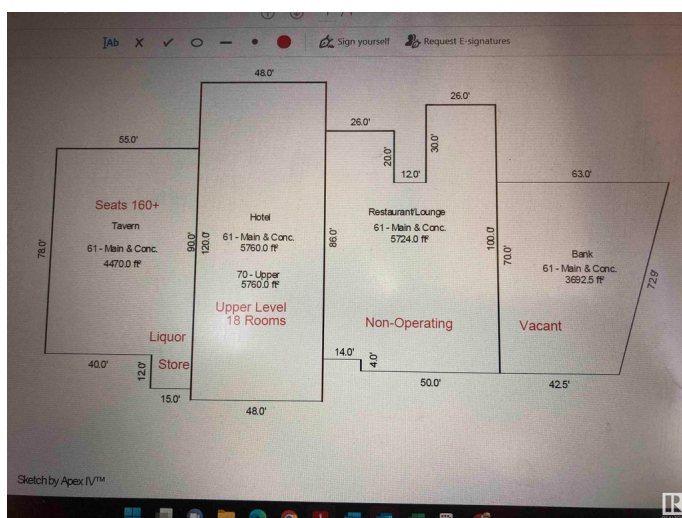 Ab
Sign yourself
Request E-signatures
48.0'
26.0'
26.0'
55.0'
20.0'
30.0'
12.0'
63.0'
Seats 160+
Tavern
61 - Main & Conc.
4470.0 ft²
78.0'
90.0'
120.0'
Hotel
61 - Main & Conc.
5760.0 ft²
70 - Upper
5760.0 ft²
Upper Level
18 Rooms
86.0'
Restaurant/Lounge
61 - Main & Conc.
5724.0 ft²
100.0'
70.0'
Bank
61 - Main & Conc.
3692.5 ft²
72.9'
Non-Operating
Vacant
Liquor
Store
40.0'
12.0'
15.0'
48.0'
14.0'
4.0'
50.0'
42.5'
Sketch by Apex IV™